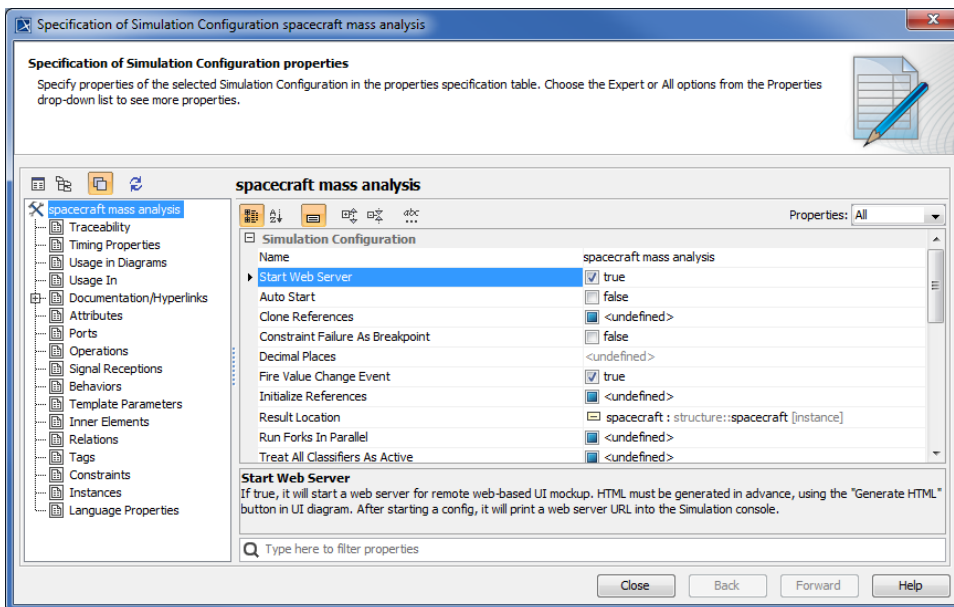 Specification of Simulation Configuration spacecraft mass analysis
Specification of Simulation Configuration properties
Specify properties of the selected Simulation Configuration in the properties specification table. Choose the Expert or All options from the Properties
drop-down list to see more properties.
spacecraft mass analysis
Traceability
Timing Properties
Usage in Diagrams
Usage In
Documentation/Hyperlinks
Attributes
Ports
Operations
Signal Receptions
Behaviors
Template Parameters
Inner Elements
Relations
Tags
Constraints
Instances
Language Properties
spacecraft mass analysis
abc Properties: All
Simulation Configuration
Name spacecraft mass analysis
Start Web Server true
Auto Start false
Clone References <undefined>
Constraint Failure As Breakpoint false
Decimal Places <undefined>
Fire Value Change Event true
Initialize References <undefined>
Result Location spacecraft : structure::spacecraft [instance]
Run Forks In Parallel <undefined>
Treat All Classifiers As Active <undefined>
Start Web Server
If true, it will start a web server for remote web-based UI mockup. HTML must be generated in advance, using the "Generate HTML"
button in UI diagram. After starting a config, it will print a web server URL into the Simulation console.
Type here to filter properties
Close Back Forward Help